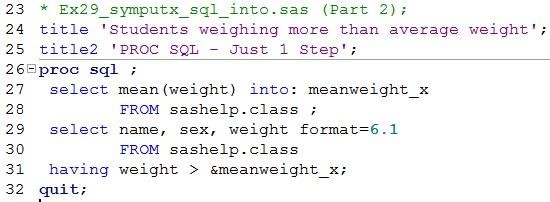 23 * Ex29_symputx_sql_into.sas (Part 2);
24 title 'Students weighing more than average weight';
25 title2 'PROC SQL - Just 1 Step';
26 proc sql ;
27 select mean(weight) into: meanweight_x
28 FROM sashelp.class ;
29 select name, sex, weight format=6.1
30 FROM sashelp.class
31 having weight > &meanweight_x;
32 quit;